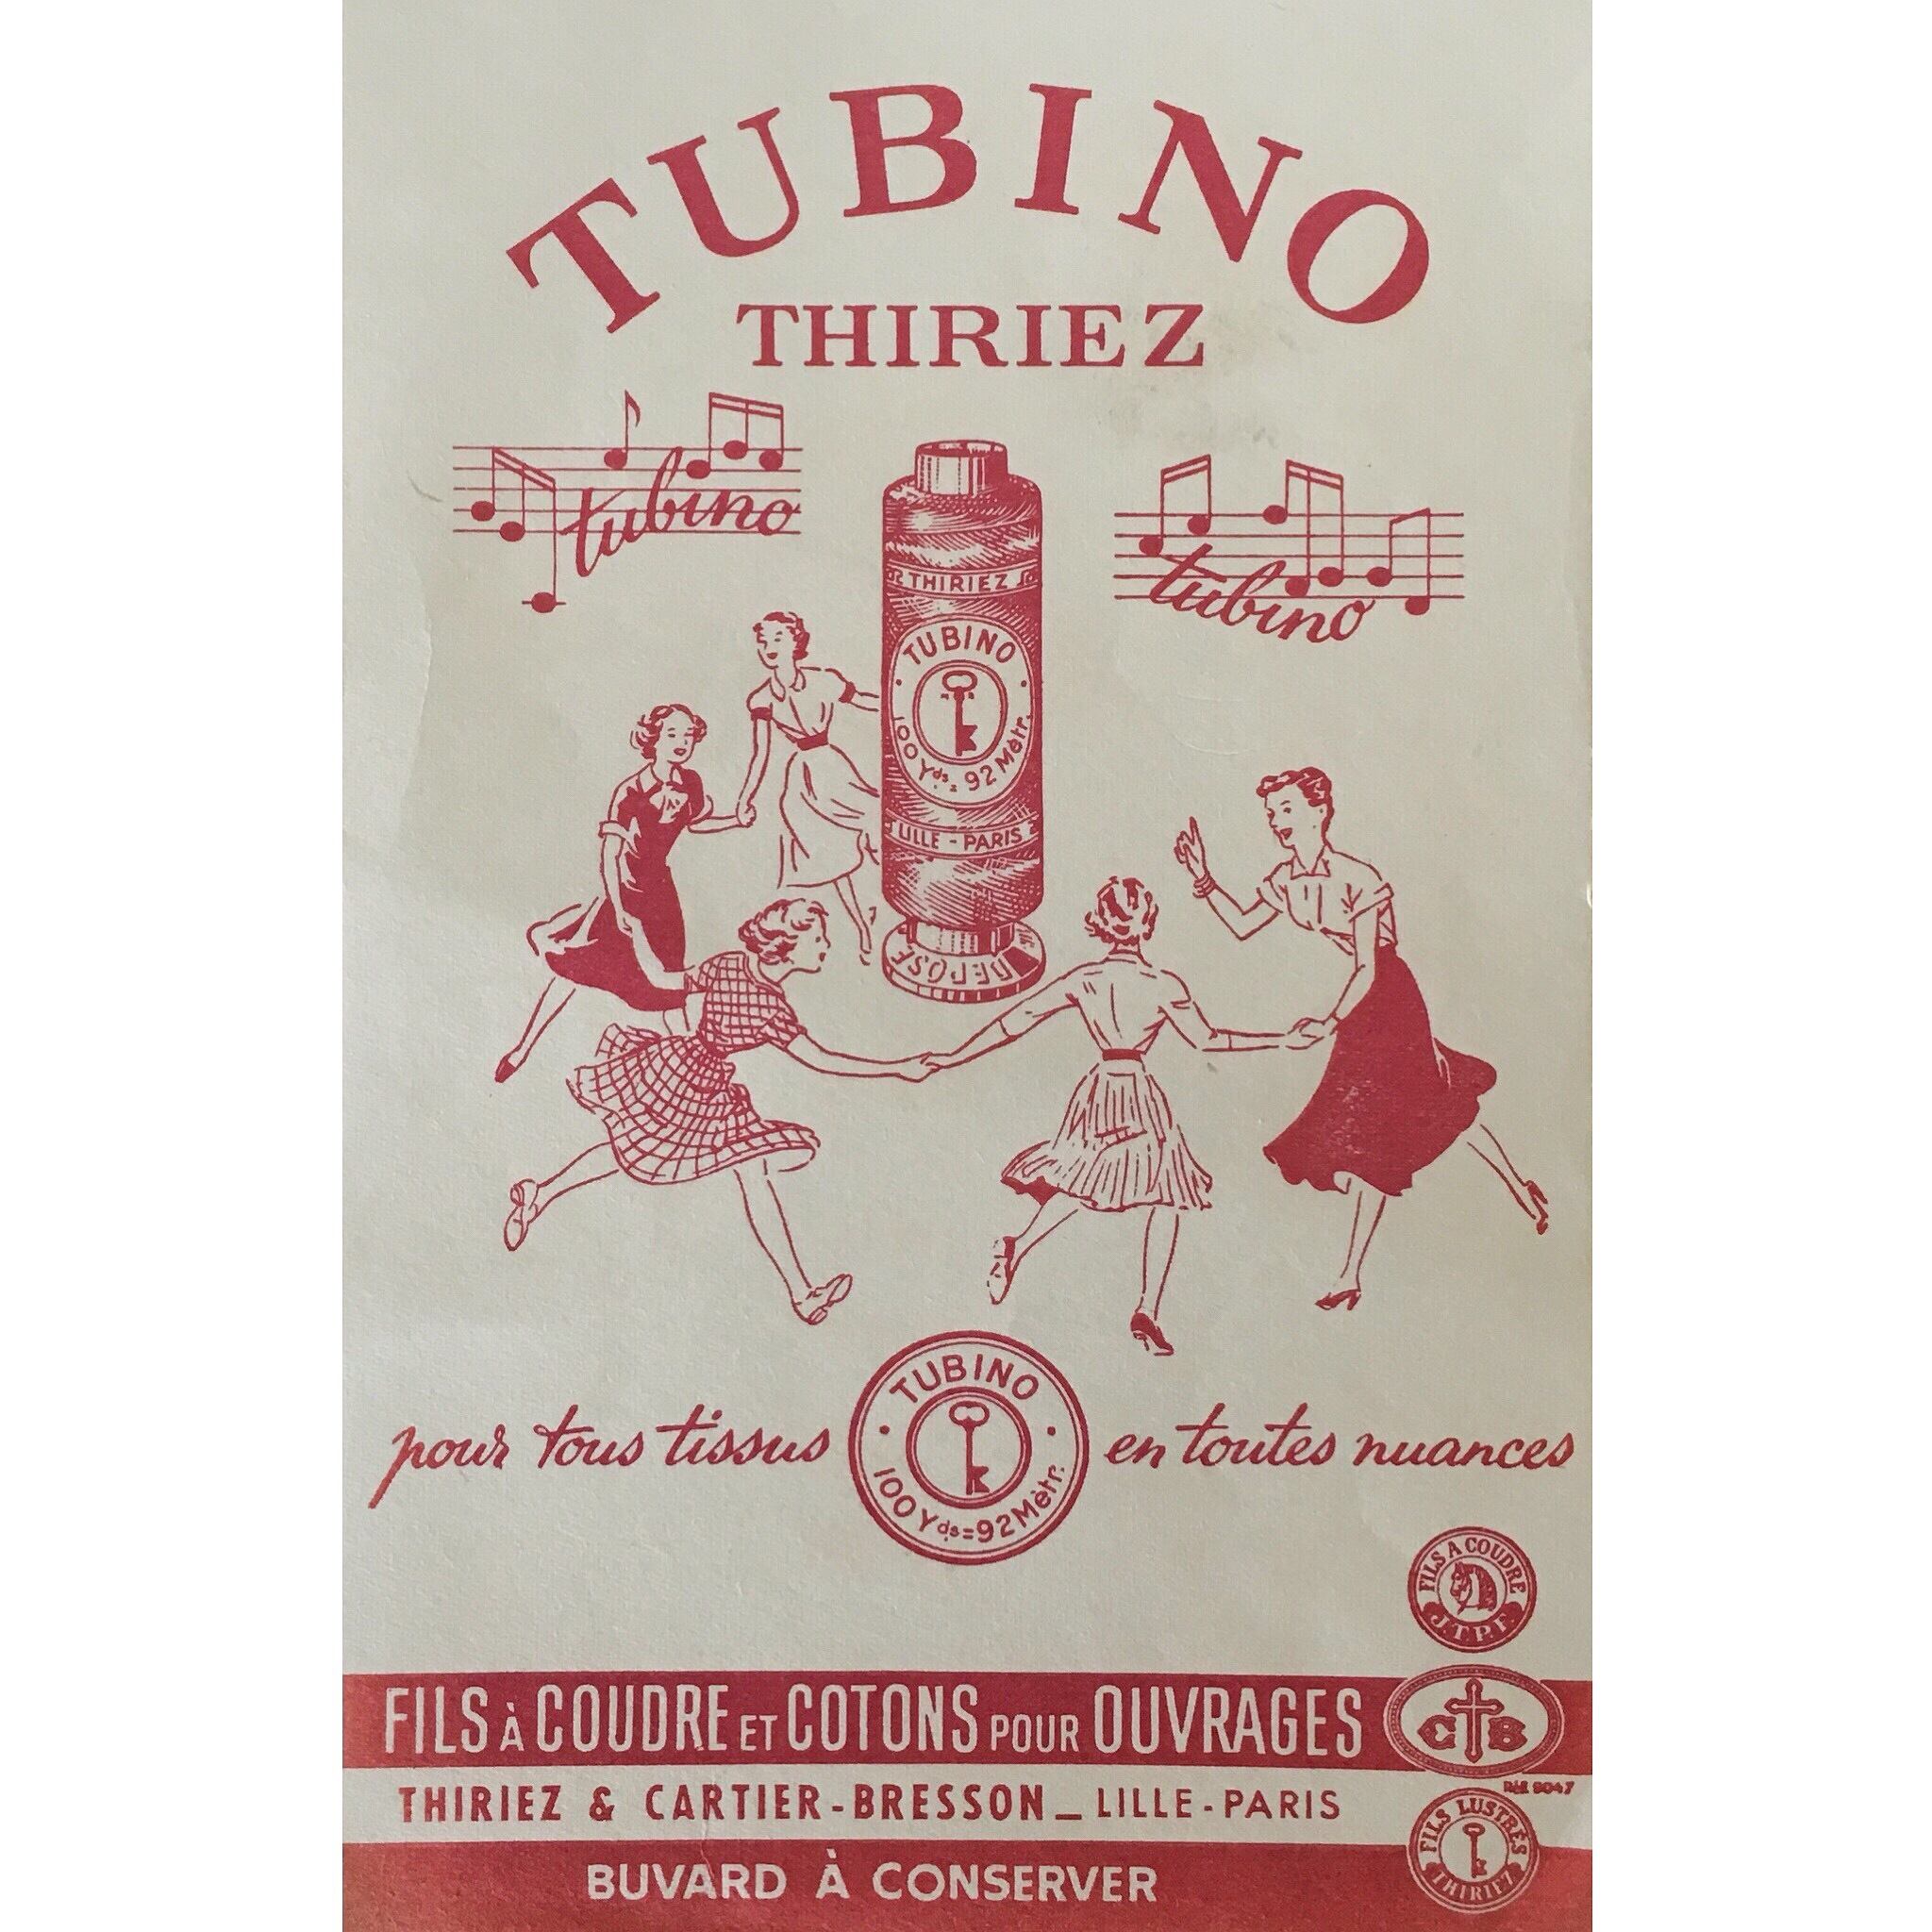 TUBINO
THIRIEZ
tubino
tubino
THIRIEZ
TUBINO
100 Yds = 92 Mètr.
LILLE - PARIS
DEPOSE
TUBINO
100 Yds = 92 Mètr.
pour tous tissus
en toutes nuances
FILS A COUDRE
J.T.P.F.
FILS À COUDRE ET COTONS POUR OUVRAGES
C B
THIRIEZ & CARTIER-BRESSON _ LILLE-PARIS
FILS LUSTRÉS
THIRIEZ
BUVARD À CONSERVER